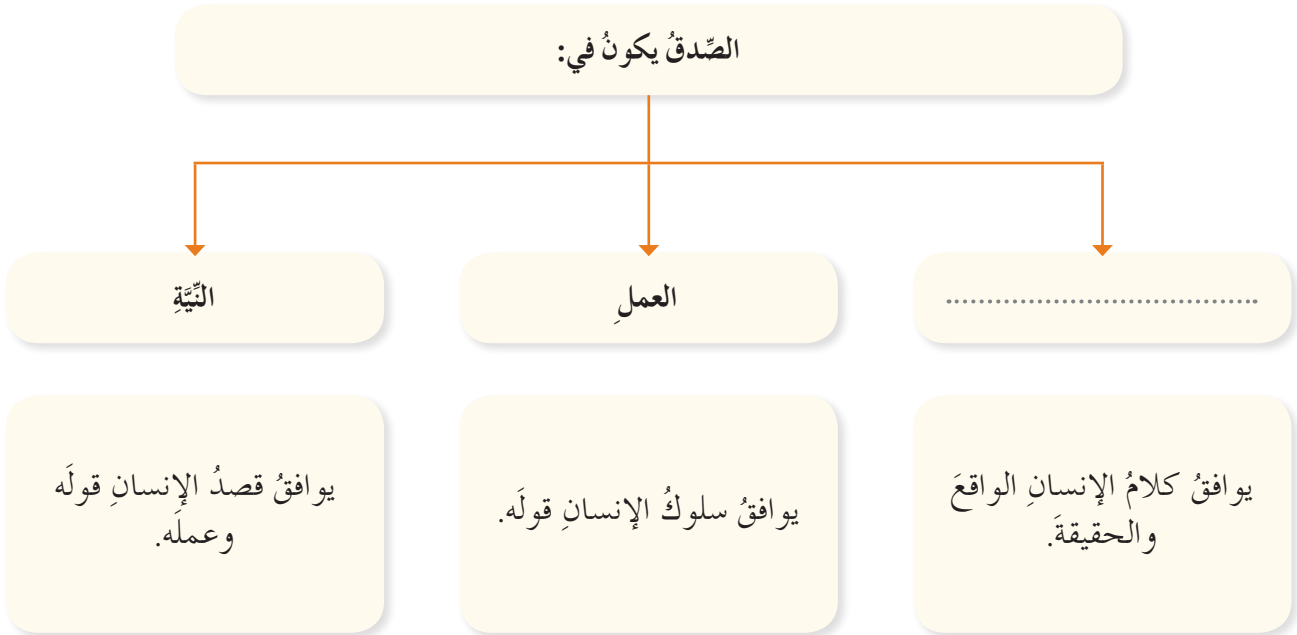 الصِّدقُ يكونُ في:
......................................
العملِ
النِّيَّةِ
يوافقُ كلامُ الإنسانِ الواقعَ
والحقيقةَ.
يوافقُ سلوكُ الإنسانِ قولَه.
يوافقُ قصدُ الإنسانِ قولَه
وعملَه.